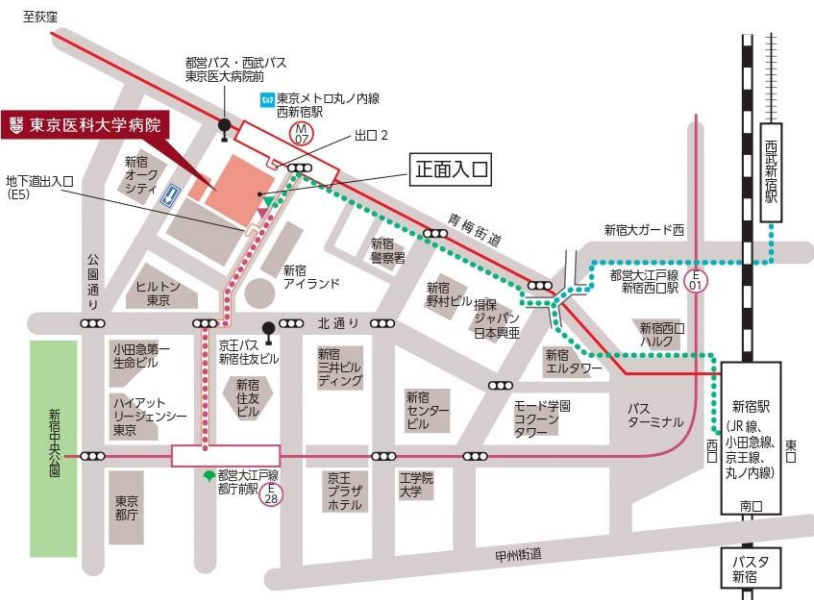 至荻窪
都営バス・西武バス
東京医大病院前
東京メトロ丸ノ内線
西新宿駅
M
07
出口 2
東京医科大学病院
正面入口
新宿
オーク
シティ
地下道出入口
(E5)
公園通り
ヒルトン
東京
新宿
アイランド
新宿
警察署
青梅街道
新宿大ガード西
西武新宿駅
都営大江戸線
新宿西口駅
E
01
新宿
野村ビル
損保
ジャパン
日本興亜
新宿西口
ハルク
北通り
京王バス
新宿住友ビル
小田急第一
生命ビル
新宿
三井ビル
ディング
新宿
エルタワー
新宿
住友
ビル
ハイアット
リージェンシー
東京
新宿
センター
ビル
モード学園
コクーン
タワー
バス
ターミナル
新宿駅
(JR線、
小田急線、
京王線、
丸ノ内線)
西口
東口
南口
新宿中央公園
都営大江戸線
都庁前駅
E
28
東京
都庁
京王
プラザ
ホテル
工学院
大学
甲州街道
バスタ
新宿